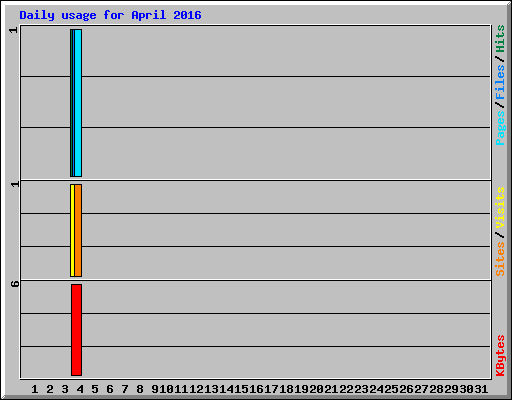 Daily usage for April 2016
1
Pages/Files/Hits
1
Sites/Visits
6
KBytes
1 2 3 4 5 6 7 8 9 10 11 12 13 14 15 16 17 18 19 20 21 22 23 24 25 26 27 28 29 30 31